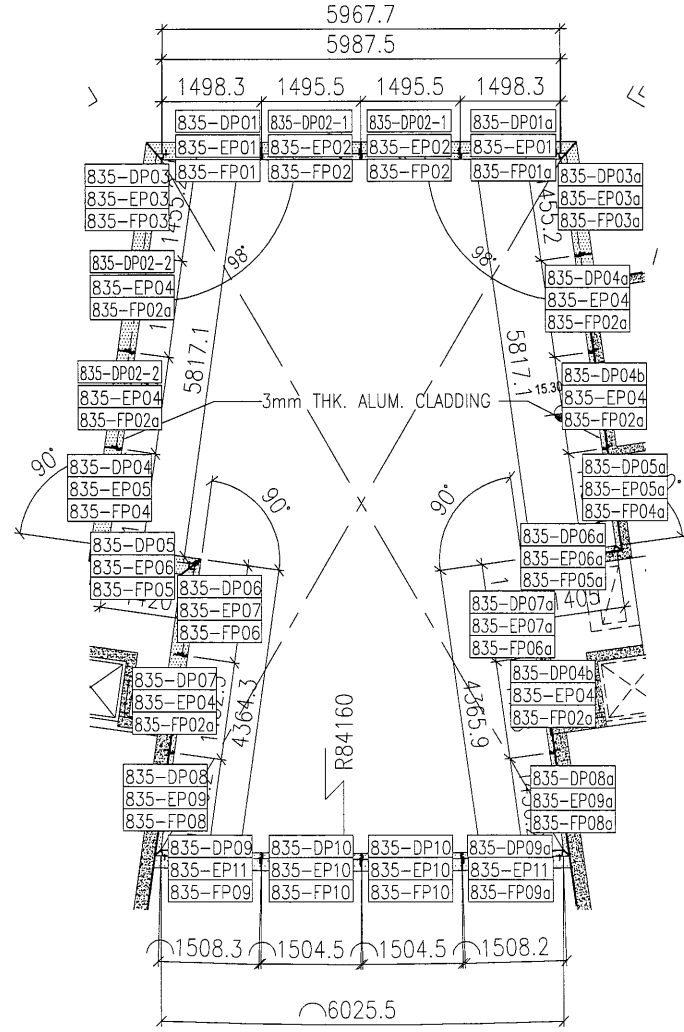 5967.7
5987.5
1498.3 1495.5 1495.5 1498.3
835-DP01 835-DP02-1 835-DP02-1 835-DP01a
835-EP01 835-EP02 835-EP02 835-EP01
835-FP01 835-FP02 835-FP02 835-FP01a
835-DP03 835-DP03a
835-EP03 835-EP03a
835-FP03 835-FP03a
1455.2 455.2
98° 98°
835-DP02-2 835-DP04a
835-EP04 835-EP04
835-FP02a 835-FP02a
5817.1 5817.1
835-DP02-2 835-DP04b
15.30
835-EP04 835-EP04
835-FP02a 835-FP02a
3mm THK. ALUM. CLADDING
90° 835-DP04 835-DP05a
835-EP05 835-EP05a
835-FP04 835-FP04a
90° X 90°
835-DP05 835-DP06a
835-EP06 835-EP06a
835-FP05 835-FP05a
1420 1405
835-DP06 835-DP07a
835-EP07 835-EP07a
835-FP06 835-FP06a
835-DP07 835-DP04b
835-EP04 835-EP04
835-FP02a 835-FP02a
4364.3 R84160 4365.9
835-DP08 835-DP08a
835-EP09 835-EP09a
835-FP08 835-FP08a
835-DP09 835-DP10 835-DP10 835-DP09a
835-EP11 835-EP10 835-EP10 835-EP11
835-FP09 835-FP10 835-FP10 835-FP09a
⌒1508.3 ⌒1504.5 ⌒1504.5 ⌒1508.2
⌒6025.5